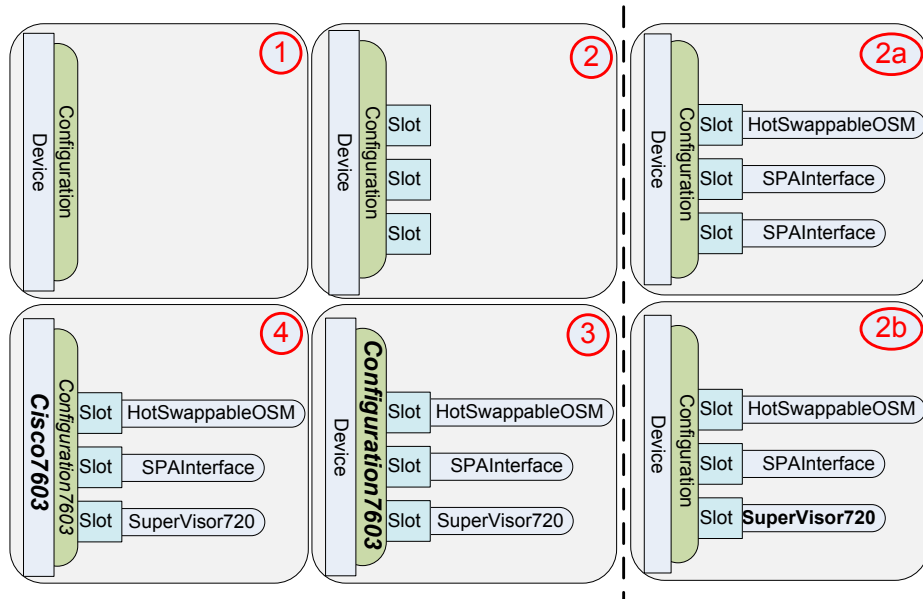 1
Device
Configuration
2
Device
Configuration
Slot
Slot
Slot
2a
Device
Configuration
Slot HotSwappableOSM
Slot SPAInterface
Slot SPAInterface
4
Cisco7603
Configuration7603
Slot HotSwappableOSM
Slot SPAInterface
Slot SuperVisor720
3
Device
Configuration7603
Slot HotSwappableOSM
Slot SPAInterface
Slot SuperVisor720
2b
Device
Configuration
Slot HotSwappableOSM
Slot SPAInterface
Slot SuperVisor720